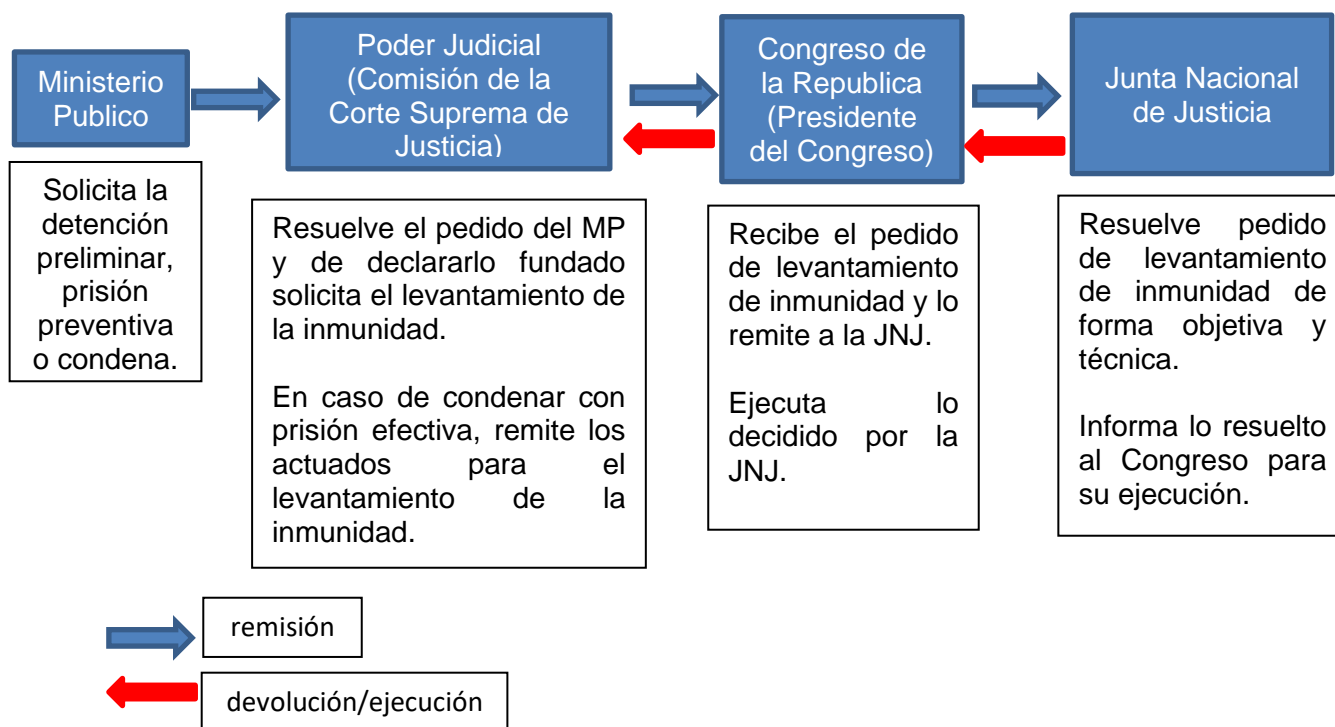 Ministerio
Publico
Poder Judicial
(Comisión de la
Corte Suprema de
Justicia)
Congreso de
la Republica
(Presidente
del Congreso)
Junta Nacional
de Justicia
Solicita la
detención
preliminar,
prisión
preventiva
o condena.
Resuelve el pedido del MP
y de declararlo fundado
solicita el levantamiento de
la inmunidad.
En caso de condenar con
prisión efectiva, remite los
actuados para el
levantamiento de la
inmunidad.
Recibe el pedido
de levantamiento
de inmunidad y lo
remite a la JNJ.
Ejecuta lo
decidido por la
JNJ.
Resuelve pedido
de levantamiento
de inmunidad de
forma objetiva y
técnica.
Informa lo resuelto
al Congreso para
su ejecución.
remisión
devolución/ejecución